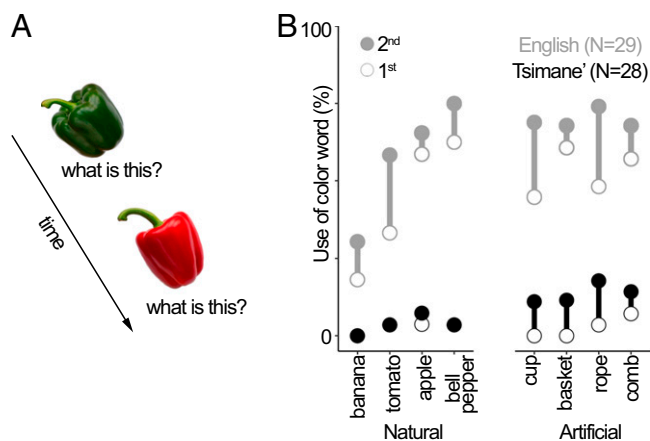 A
what is this?
time
what is this?
B
Use of color word (%)
100
0
2nd
1st
English (N=29)
Tsimane’ (N=28)
banana
tomato
apple
bell
pepper
Natural
cup
basket
rope
comb
Artificial